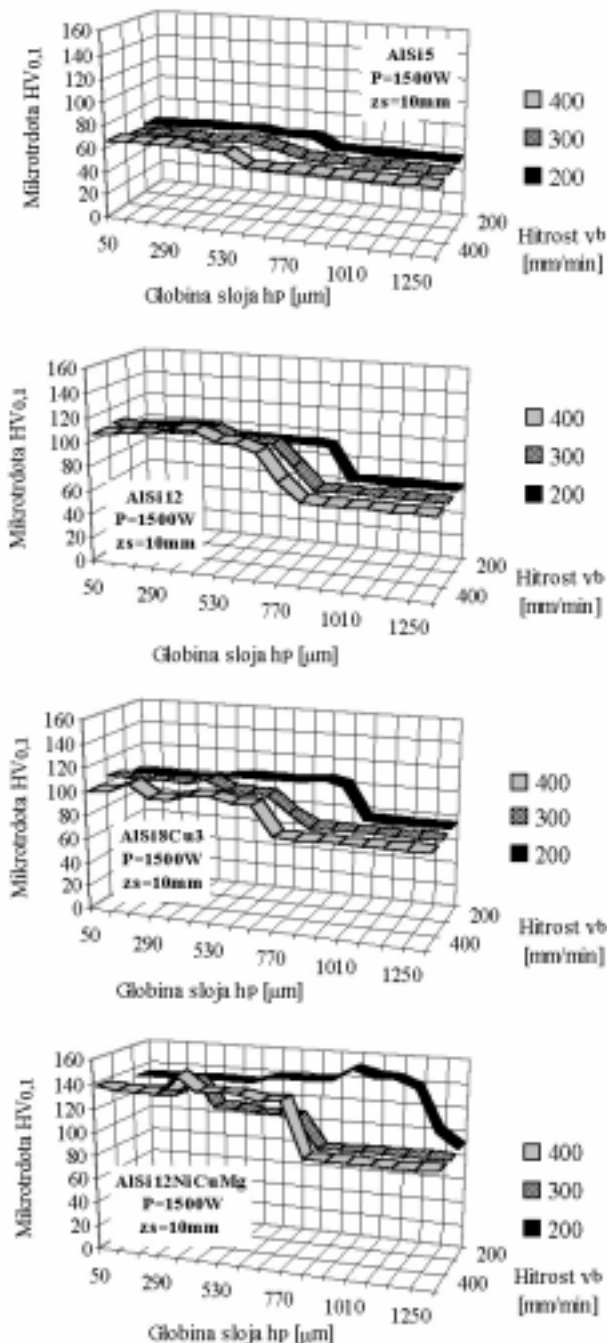 Mikrotrdota HV0,1
160
140
120
100
80
60
40
20
0
AlSi5
P=1500W
zs=10mm
400
300
200
50
290
530
770
1010
1250
200
400
Hitrost vb
[mm/min]
Globina sloja hp [µm]
Mikrotrdota HV0,1
160
140
120
100
80
60
40
20
0
AlSi12
P=1500W
zs=10mm
400
300
200
50
290
530
770
1010
1250
200
400
Hitrost vb
[mm/min]
Globina sloja hp [µm]
Mikrotrdota HV0,1
160
140
120
100
80
60
40
20
0
AlSi8Cu3
P=1500W
zs=10mm
400
300
200
50
290
530
770
1010
1250
200
400
Hitrost vb
[mm/min]
Globina sloja hp [µm]
Mikrotrdota HV0,1
160
140
120
100
80
60
40
20
0
AlSi12NiCuMg
P=1500W
zs=10mm
400
300
200
50
290
530
770
1010
1250
200
400
Hitrost vb
[mm/min]
Globina sloja hp [µm]